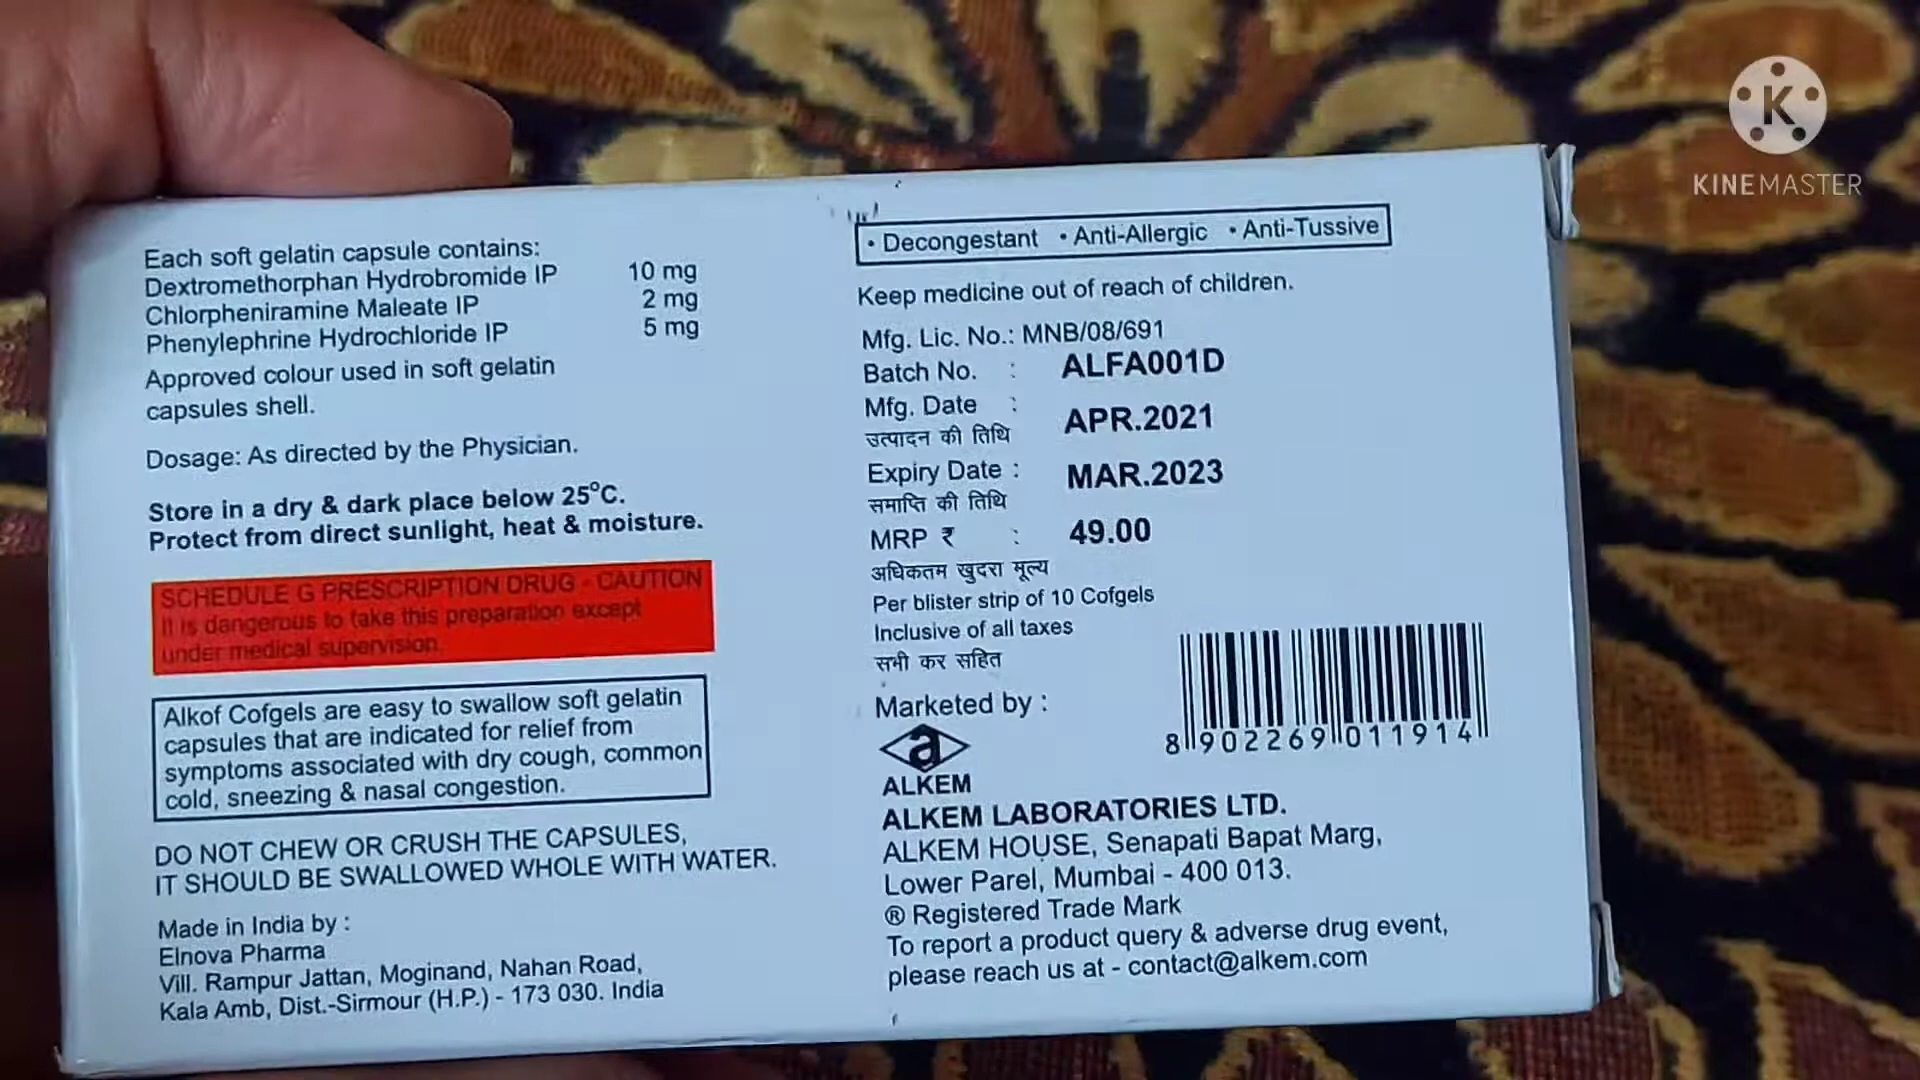 Each soft gelatin capsule contains:
Dextromethorphan Hydrobromide IP 10 mg
Chlorpheniramine Maleate IP 2 mg
Phenylephrine Hydrochloride IP 5 mg
Approved colour used in soft gelatin
capsules shell.
Dosage: As directed by the Physician.
Store in a dry & dark place below 25°C.
Protect from direct sunlight, heat & moisture.
SCHEDULE G PRESCRIPTION DRUG - CAUTION
It is dangerous to take this preparation except
under medical supervision.
Alkof Cofgels are easy to swallow soft gelatin
capsules that are indicated for relief from
symptoms associated with dry cough, common
cold, sneezing & nasal congestion.
DO NOT CHEW OR CRUSH THE CAPSULES,
IT SHOULD BE SWALLOWED WHOLE WITH WATER.
Made in India by :
Elnova Pharma
Vill. Rampur Jattan, Moginand, Nahan Road,
Kala Amb, Dist.-Sirmour (H.P.) - 173 030. India
• Decongestant • Anti-Allergic • Anti-Tussive
Keep medicine out of reach of children.
Mfg. Lic. No.: MNB/08/691
Batch No. : ALFA001D
Mfg. Date : APR.2021
उत्पादन की तिथि
Expiry Date : MAR.2023
समाप्ति की तिथि
MRP ₹ : 49.00
अधिकतम खुदरा मूल्य
Per blister strip of 10 Cofgels
Inclusive of all taxes
सभी कर सहित
Marketed by :
a
ALKEM
ALKEM LABORATORIES LTD.
ALKEM HOUSE, Senapati Bapat Marg,
Lower Parel, Mumbai - 400 013.
® Registered Trade Mark
To report a product query & adverse drug event,
please reach us at - contact@alkem.com
8 902269 011914
K
KINEMASTER